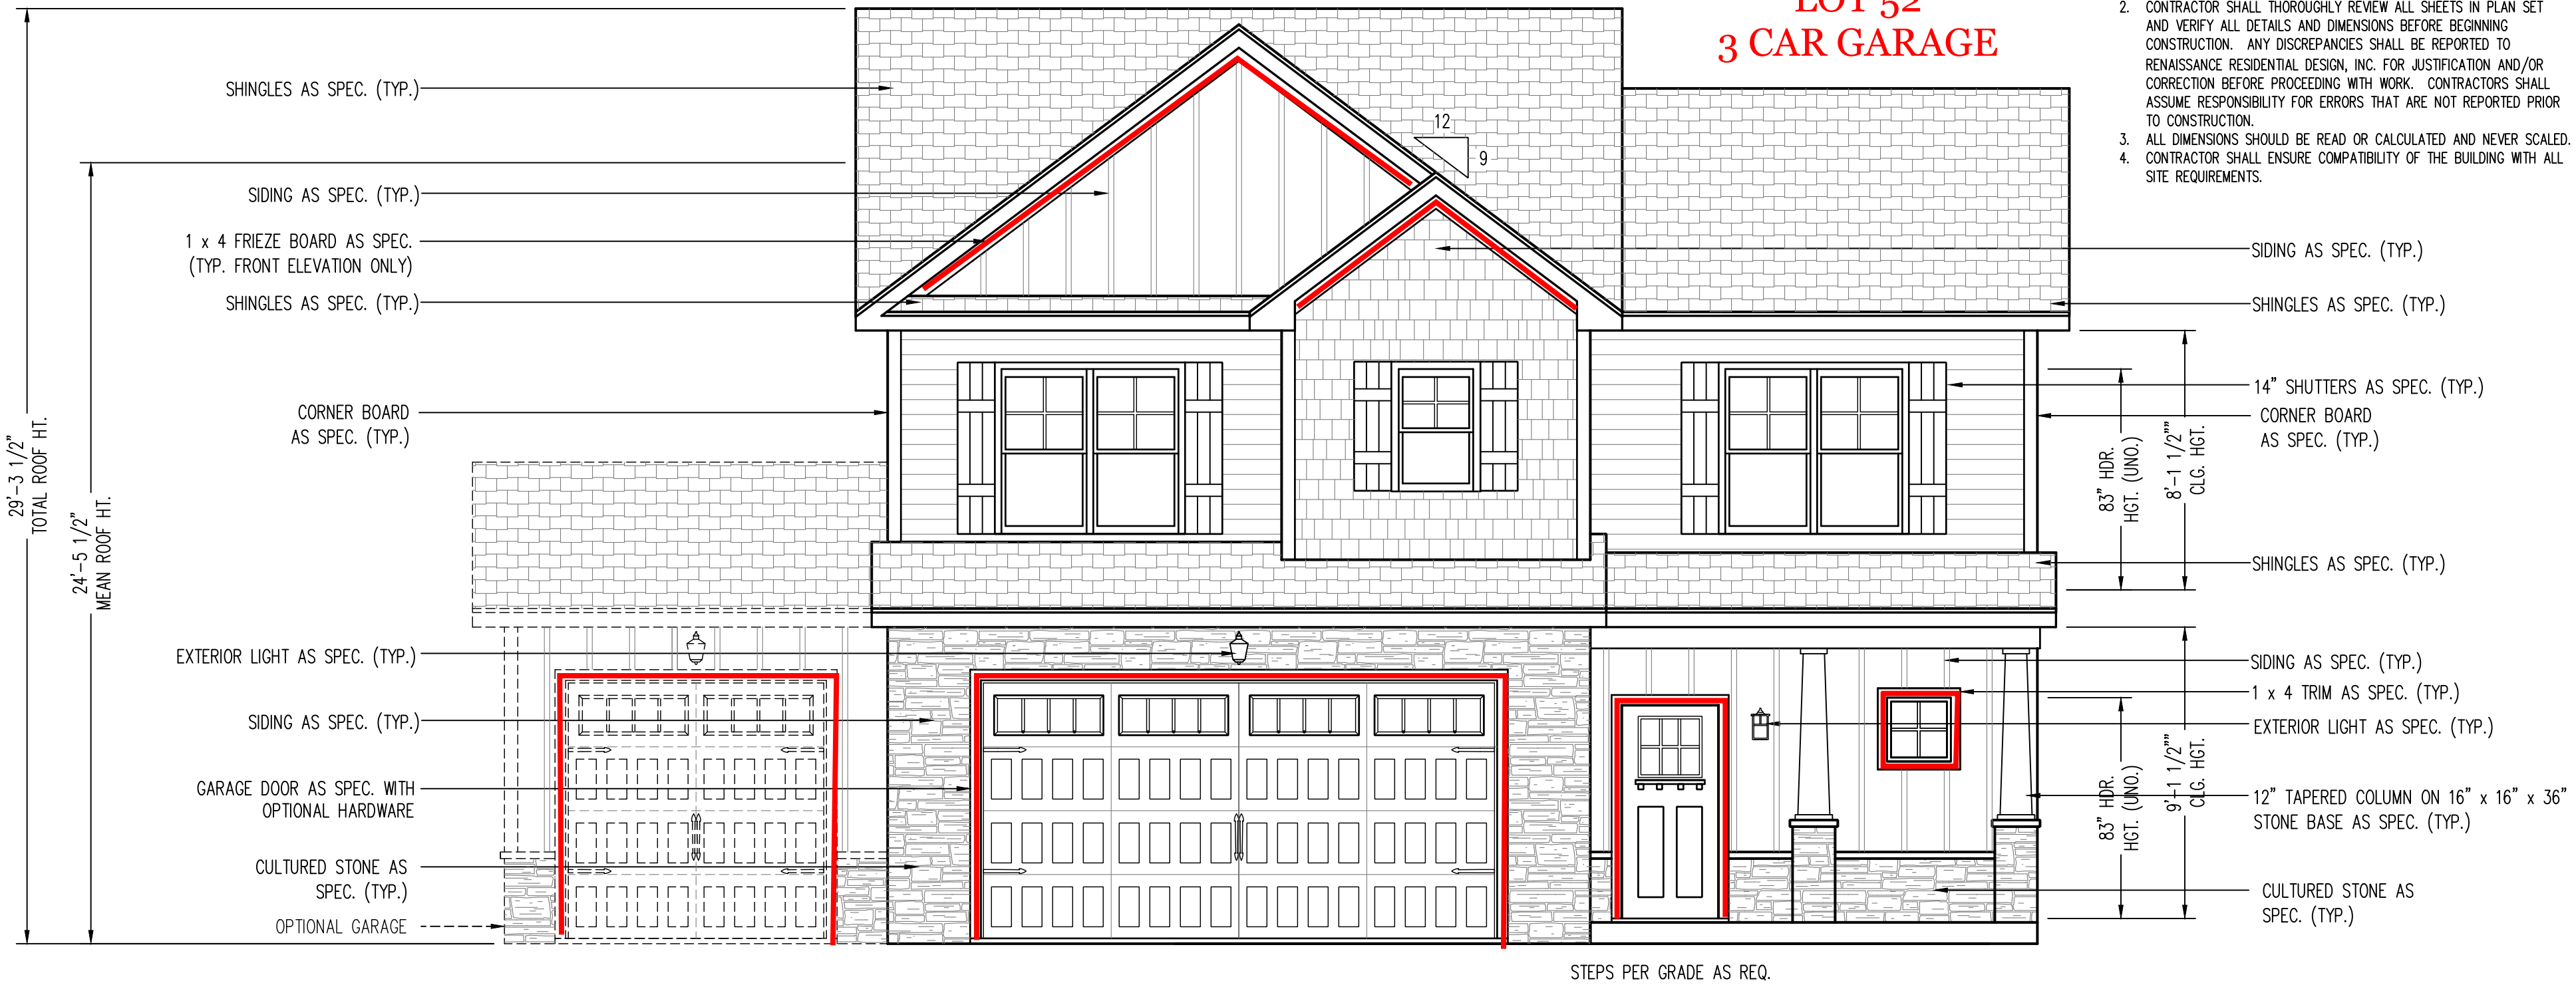 LOT 52
3 CAR GARAGE
2. CONTRACTOR SHALL THOROUGHLY REVIEW ALL SHEETS IN PLAN SET
AND VERIFY ALL DETAILS AND DIMENSIONS BEFORE BEGINNING
CONSTRUCTION. ANY DISCREPANCIES SHALL BE REPORTED TO
RENAISSANCE RESIDENTIAL DESIGN, INC. FOR JUSTIFICATION AND/OR
CORRECTION BEFORE PROCEEDING WITH WORK. CONTRACTORS SHALL
ASSUME RESPONSIBILITY FOR ERRORS THAT ARE NOT REPORTED PRIOR
TO CONSTRUCTION.
3. ALL DIMENSIONS SHOULD BE READ OR CALCULATED AND NEVER SCALED.
4. CONTRACTOR SHALL ENSURE COMPATIBILITY OF THE BUILDING WITH ALL
SITE REQUIREMENTS.
29'-3 1/2"
TOTAL ROOF HT.
24'-5 1/2"
MEAN ROOF HT.
SHINGLES AS SPEC. (TYP.)
SIDING AS SPEC. (TYP.)
1 x 4 FRIEZE BOARD AS SPEC.
(TYP. FRONT ELEVATION ONLY)
SHINGLES AS SPEC. (TYP.)
CORNER BOARD
AS SPEC. (TYP.)
EXTERIOR LIGHT AS SPEC. (TYP.)
SIDING AS SPEC. (TYP.)
GARAGE DOOR AS SPEC. WITH
OPTIONAL HARDWARE
CULTURED STONE AS
SPEC. (TYP.)
OPTIONAL GARAGE
12
9
SIDING AS SPEC. (TYP.)
SHINGLES AS SPEC. (TYP.)
14" SHUTTERS AS SPEC. (TYP.)
CORNER BOARD
AS SPEC. (TYP.)
83" HDR.
HGT. (UNO.)
8'-1 1/2""
CLG. HGT.
SHINGLES AS SPEC. (TYP.)
SIDING AS SPEC. (TYP.)
1 x 4 TRIM AS SPEC. (TYP.)
EXTERIOR LIGHT AS SPEC. (TYP.)
83" HDR.
HGT. (UNO.)
9'-1 1/2""
CLG. HGT.
12" TAPERED COLUMN ON 16" x 16" x 36"
STONE BASE AS SPEC. (TYP.)
CULTURED STONE AS
SPEC. (TYP.)
STEPS PER GRADE AS REQ.